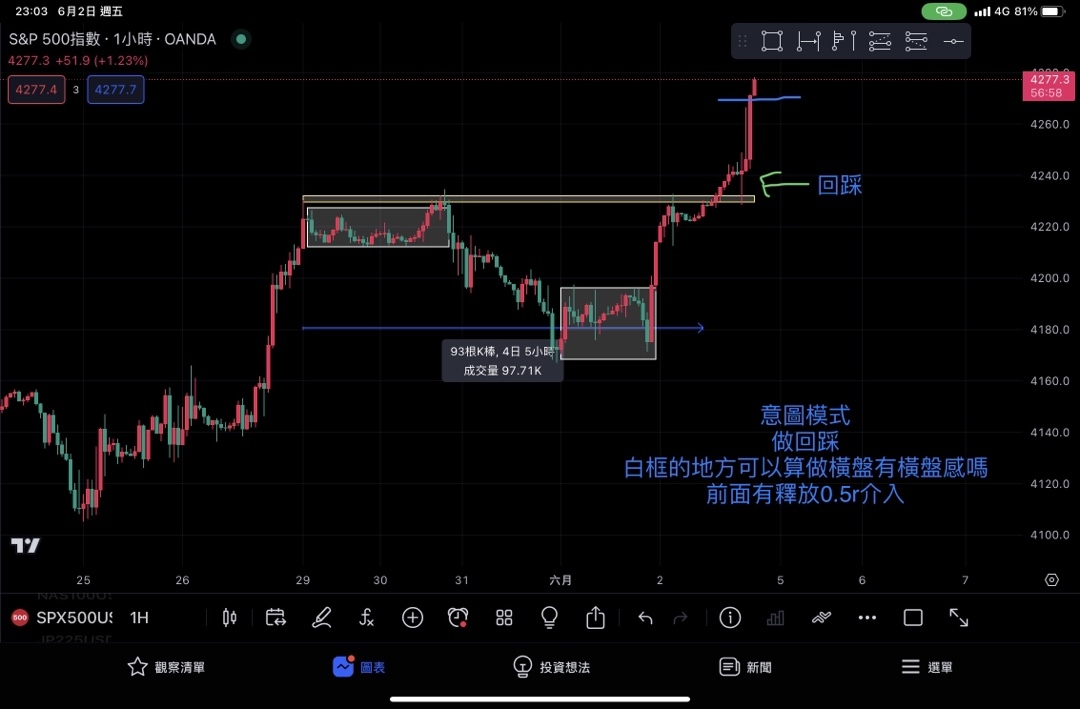 23:03 6月2日 週五
4G 81%
S&P 500指數 · 1小時 · OANDA
4277.3 +51.9 (+1.23%)
4277.4 3 4277.7
4280.0
4277.3
56:58
4260.0
4240.0
回踩
4220.0
4200.0
4180.0
93根K棒, 4日 5小時
成交量 97.71K
4160.0
意圖模式
4140.0
做回踩
白框的地方可以算做橫盤有橫盤感嗎
4120.0
前面有釋放0.5r介入
4100.0
25 26 29 30 31 六月 2 5 6 7
NAS100US
500 SPX500US 1H
JP225USD
觀察清單 圖表 投資想法 新聞 選單